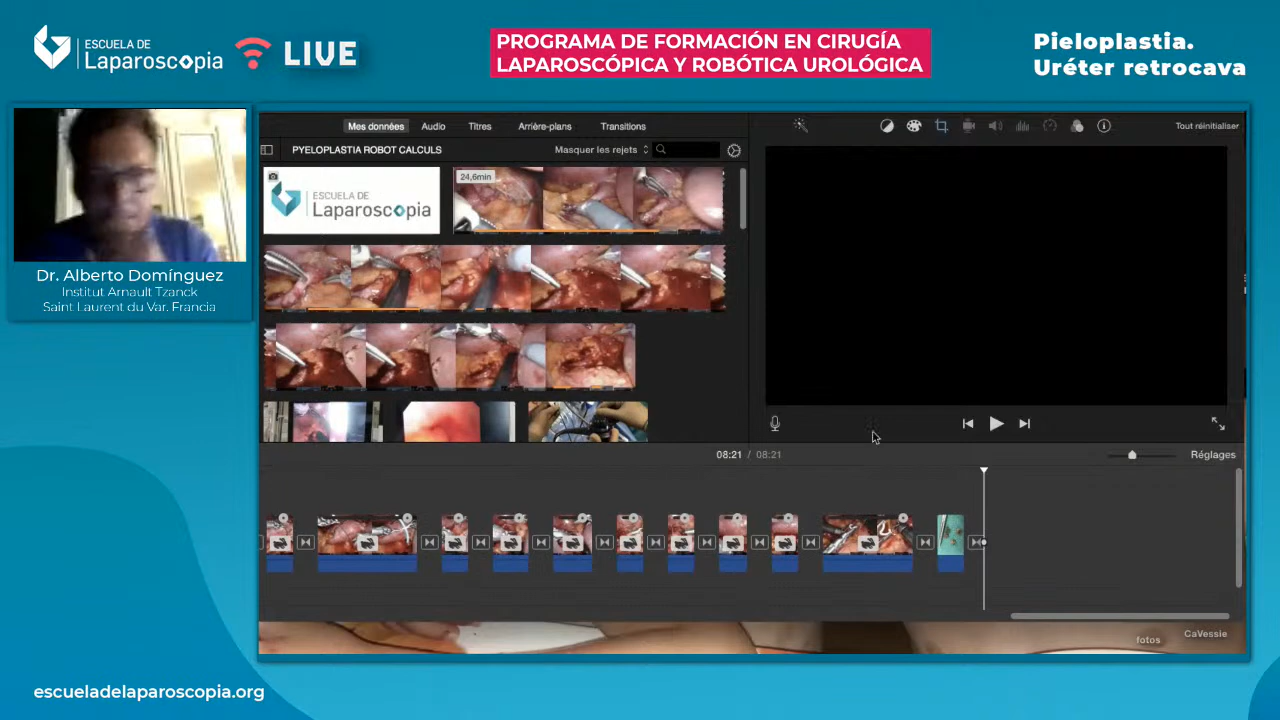 ESCUELA DE
Laparoscopia
LIVE
PROGRAMA DE FORMACIÓN EN CIRUGÍA
LAPAROSCÓPICA Y ROBÓTICA UROLÓGICA
Pieloplastia.
Uréter retrocava
Dr. Alberto Domínguez
Institut Arnault Tzanck
Saint Laurent du Var. Francia
Mes données
Audio
Titres
Arrière-plans
Transitions
Tout réinitialiser
PYELOPLASTIA ROBOT CALCULS
Masquer les rejets
ESCUELA DE
Laparoscopia
24,6min
08:21 / 08:21
Réglages
fotos
CaVessie
escueladelaparoscopia.org